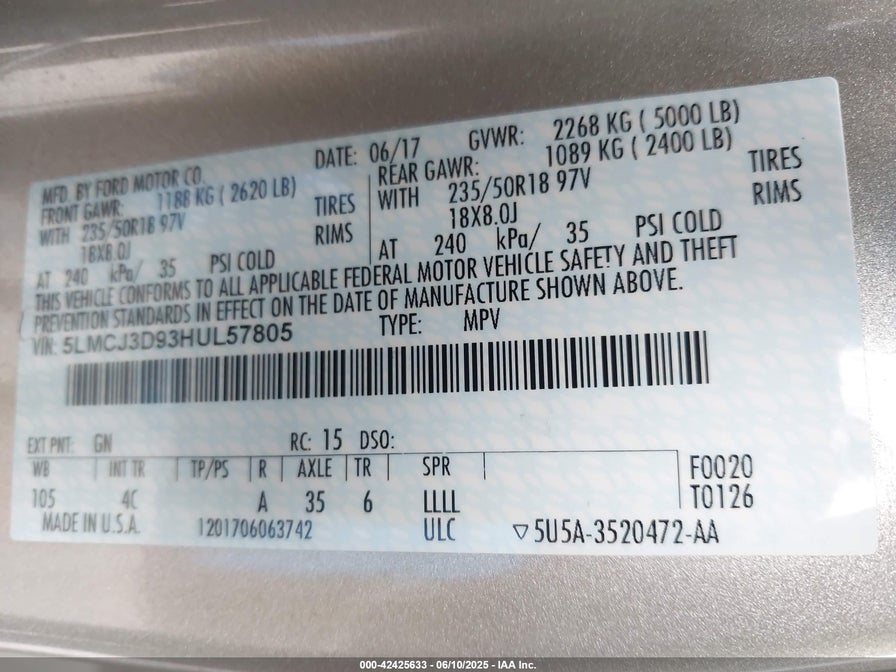 MFD. BY FORD MOTOR CO.
DATE: 06/17 GVWR: 2268 KG ( 5000 LB)
FRONT GAWR: 1188 KG ( 2620 LB) REAR GAWR: 1089 KG ( 2400 LB)
WITH 235/50R18 97V TIRES WITH 235/50R18 97V TIRES
18X8.0J RIMS 18X8.0J RIMS
AT 240 kPa/ 35 PSI COLD AT 240 kPa/ 35 PSI COLD
THIS VEHICLE CONFORMS TO ALL APPLICABLE FEDERAL MOTOR VEHICLE SAFETY AND THEFT
PREVENTION STANDARDS IN EFFECT ON THE DATE OF MANUFACTURE SHOWN ABOVE.
VIN: 5LMCJ3D93HUL57805 TYPE: MPV
EXT PNT: GN RC: 15 DSO:
WB INT TR TP/PS R AXLE TR SPR F0020
105 4C A 35 6 LLLL T0126
MADE IN U.S.A. 1201706063742 ULC ▽5U5A-3520472-AA
000-42425633 - 06/10/2025 - IAA Inc.